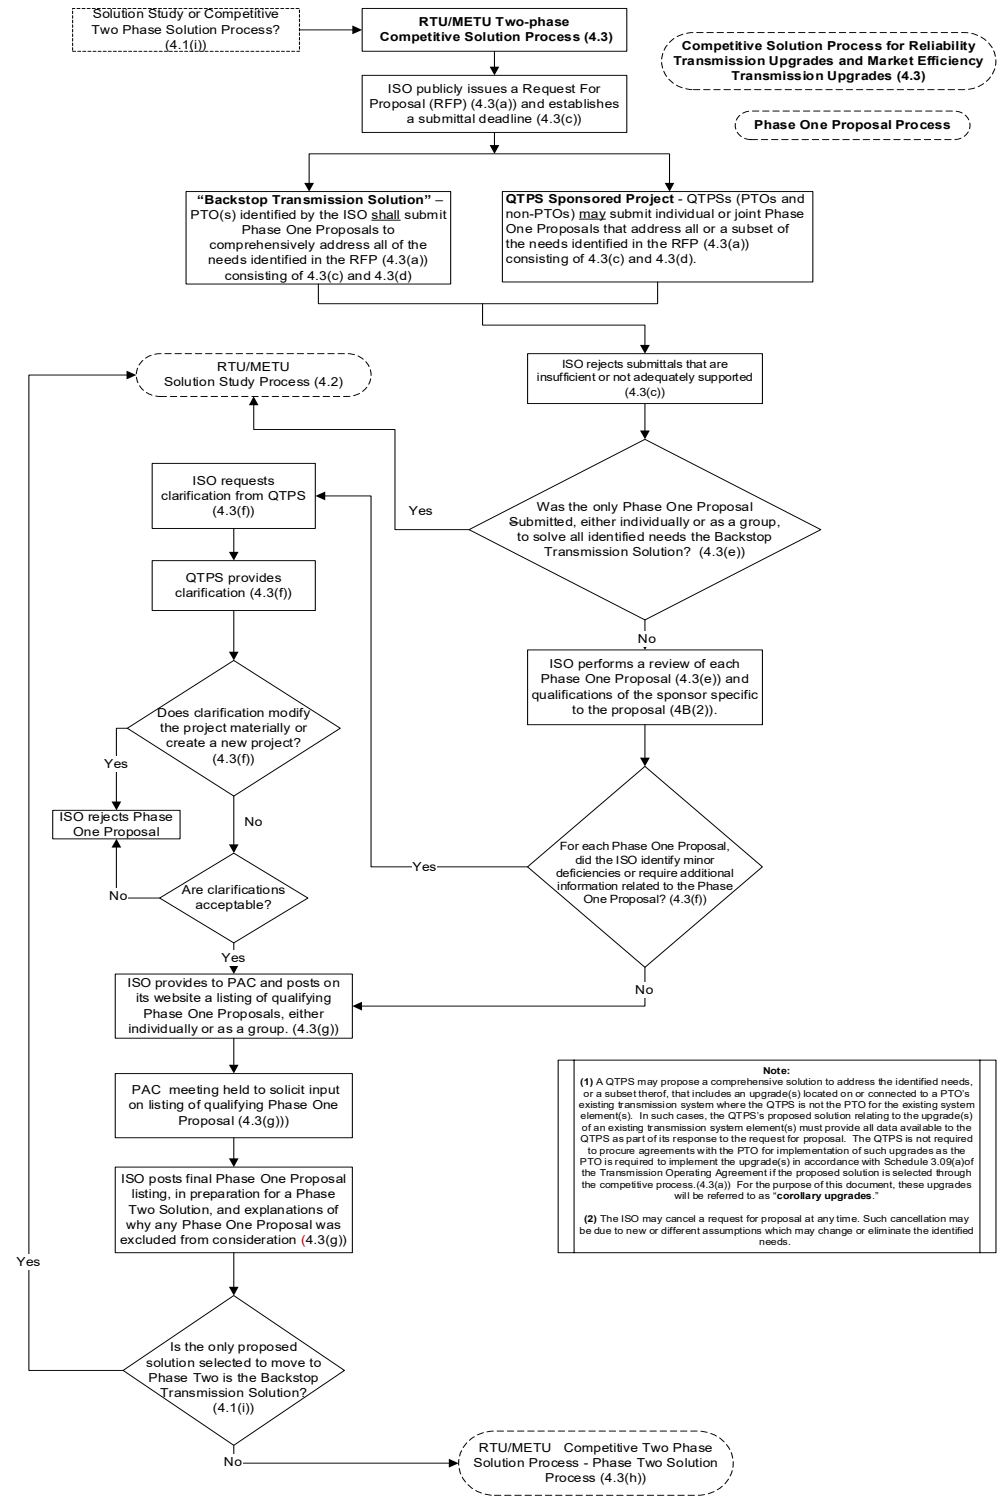 Solution Study or Competitive
Two Phase Solution Process?
(4.1(i))
RTU/METU Two-phase
Competitive Solution Process (4.3)
Competitive Solution Process for Reliability
Transmission Upgrades and Market Efficiency
Transmission Upgrades (4.3)
ISO publicly issues a Request For
Proposal (RFP) (4.3(a)) and establishes
a submittal deadline (4.3(c))
Phase One Proposal Process
“Backstop Transmission Solution” –
PTO(s) identified by the ISO shall submit
Phase One Proposals to
comprehensively address all of the
needs identified in the RFP (4.3(a))
consisting of 4.3(c) and 4.3(d)
QTPS Sponsored Project - QTPSs (PTOs and
non-PTOs) may submit individual or joint Phase
One Proposals that address all or a subset of
the needs identified in the RFP (4.3(a))
consisting of 4.3(c) and 4.3(d).
RTU/METU
Solution Study Process (4.2)
ISO rejects submittals that are
insufficient or not adequately supported
(4.3(c))
ISO requests
clarification from QTPS
(4.3(f))
Yes
Was the only Phase One Proposal
Submitted, either individually or as a group,
to solve all identified needs the Backstop
Transmission Solution? (4.3(e))
QTPS provides
clarification (4.3(f))
No
ISO performs a review of each
Phase One Proposal (4.3(e)) and
qualifications of the sponsor specific
to the proposal (4B(2)).
Does clarification modify
the project materially or
create a new project?
(4.3(f))
Yes
ISO rejects Phase
One Proposal
No
For each Phase One Proposal,
did the ISO identify minor
deficiencies or require additional
information related to the Phase
One Proposal? (4.3(f))
Yes
Are clarifications
acceptable?
No
Yes
No
ISO provides to PAC and posts on
its website a listing of qualifying
Phase One Proposals, either
individually or as a group. (4.3(g))
PAC meeting held to solicit input
on listing of qualifying Phase One
Proposal (4.3(g)))
Note:
(1) A QTPS may propose a comprehensive solution to address the identified needs,
or a subset therof, that includes an upgrade(s) located on or connected to a PTO's
existing transmission system where the QTPS is not the PTO for the existing system
element(s). In such cases, the QTPS's proposed solution relating to the upgrade(s)
of an existing transmission system element(s) must provide all data available to the
QTPS as part of its response to the request for proposal. The QTPS is not required
to procure agreements with the PTO for implementation of such upgrades as the
PTO is required to implement the upgrade(s) in accordance with Schedule 3.09(a)of
the Transmission Operating Agreement if the proposed solution is selected through
the competitive process.(4.3(a)) For the purpose of this document, these upgrades
will be referred to as “corollary upgrades.”
(2) The ISO may cancel a request for proposal at any time. Such cancellation may
be due to new or different assumptions which may change or eliminate the identified
needs.
ISO posts final Phase One Proposal
listing, in preparation for a Phase
Two Solution, and explanations of
why any Phase One Proposal was
excluded from consideration (4.3(g))
Yes
Is the only proposed
solution selected to move to
Phase Two is the Backstop
Transmission Solution?
(4.1(i))
No
RTU/METU Competitive Two Phase
Solution Process - Phase Two Solution
Process (4.3(h))